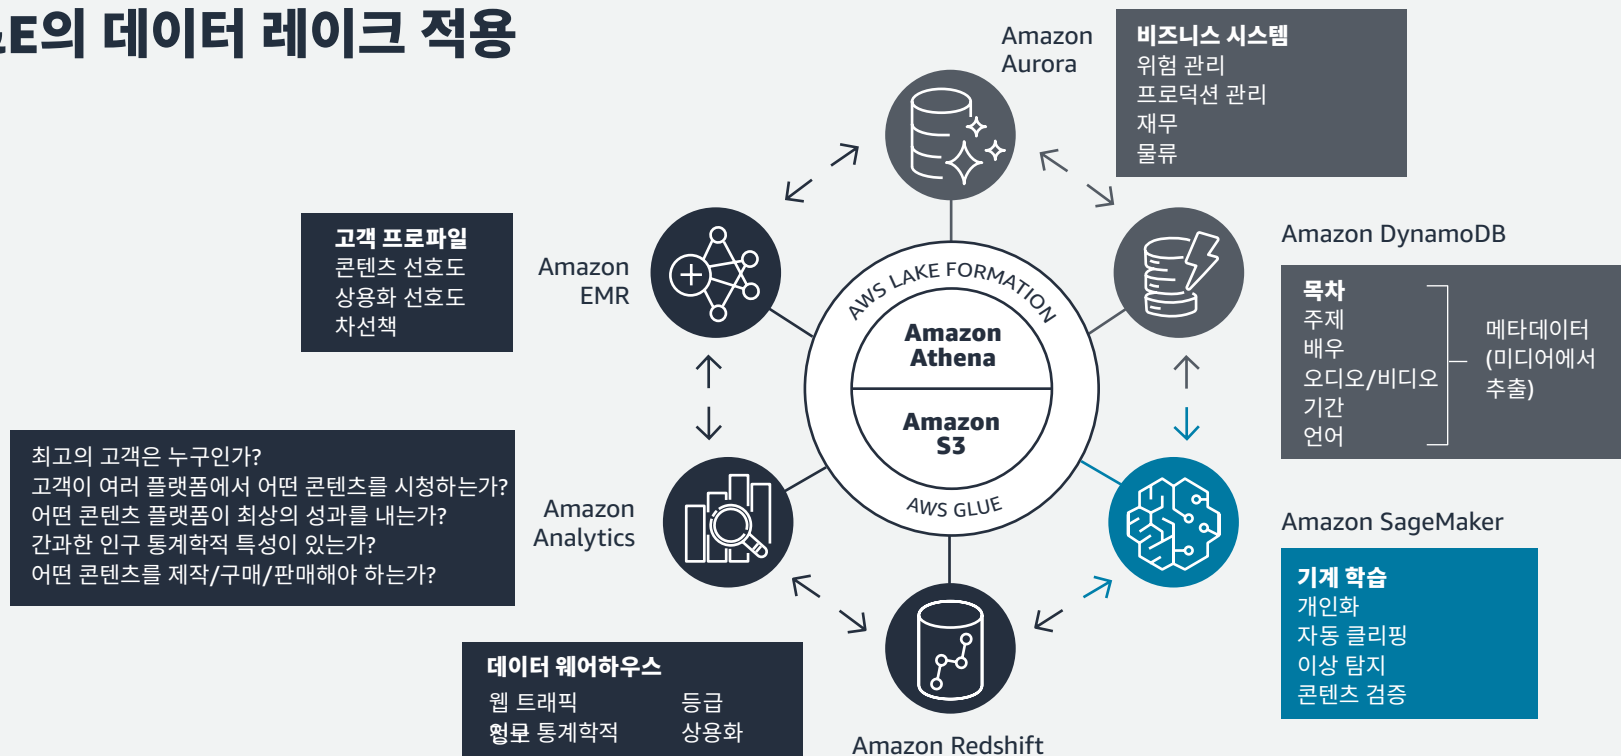 E의 데이터 레이크 적용
Amazon
Aurora
비즈니스 시스템
위험 관리
프로덕션 관리
재무
물류
고객 프로파일
콘텐츠 선호도
상용화 선호도
차선책
Amazon
EMR
AWS LAKE FORMATION
Amazon
Athena
Amazon
S3
AWS GLUE
Amazon DynamoDB
목차
주제
배우
오디오/비디오
기간
언어
메타데이터
(미디어에서
추출)
최고의 고객은 누구인가?
고객이 여러 플랫폼에서 어떤 콘텐츠를 시청하는가?
어떤 콘텐츠 플랫폼이 최상의 성과를 내는가?
간과한 인구 통계학적 특성이 있는가?
어떤 콘텐츠를 제작/구매/판매해야 하는가?
Amazon
Analytics
Amazon SageMaker
기계 학습
개인화
자동 클리핑
이상 탐지
콘텐츠 검증
데이터 웨어하우스
웹 트래픽 등급
통계학적 상용화
Amazon Redshift